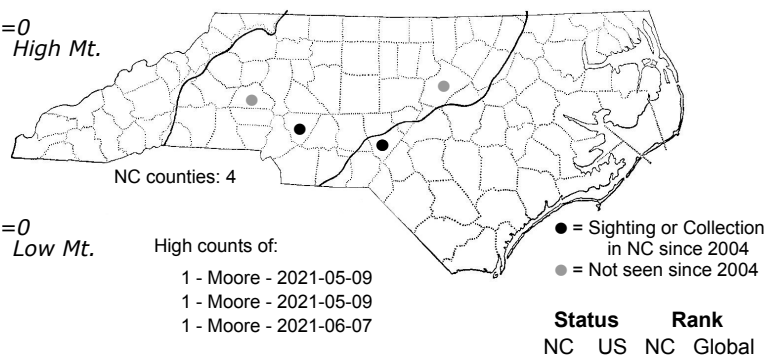 =0
High Mt.
NC counties: 4
=0
Low Mt.
High counts of:
1 - Moore - 2021-05-09
1 - Moore - 2021-05-09
1 - Moore - 2021-06-07
● = Sighting or Collection
in NC since 2004
● = Not seen since 2004
Status Rank
NC US NC Global